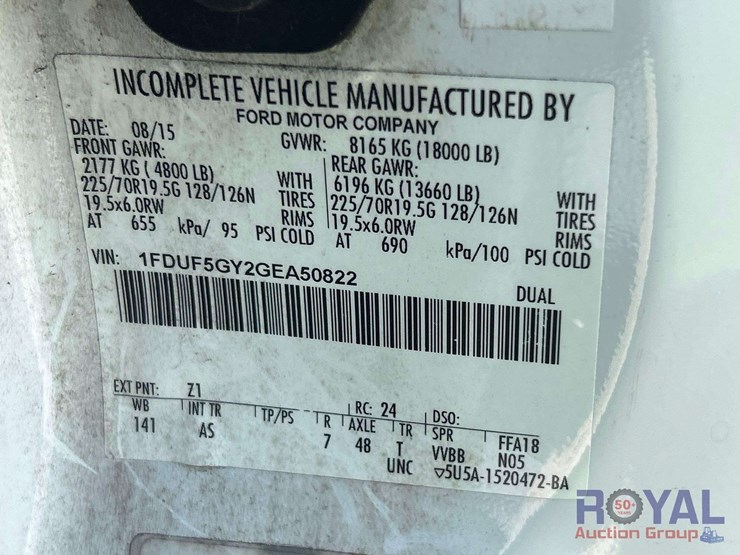 INCOMPLETE VEHICLE MANUFACTURED BY
FORD MOTOR COMPANY
DATE: 08/15 GVWR: 8165 KG (18000 LB)
FRONT GAWR: REAR GAWR:
2177 KG ( 4800 LB) WITH 6196 KG (13660 LB) WITH
225/70R19.5G 128/126N TIRES 225/70R19.5G 128/126N TIRES
19.5x6.0RW RIMS 19.5x6.0RW RIMS
AT 655 kPa/ 95 PSI COLD AT 690 kPa/100 PSI COLD
VIN: 1FDUF5GY2GEA50822 DUAL
EXT PNT: Z1 RC: 24 DSO:
WB INT TR TP/PS R AXLE TR SPR FFA18
141 AS 7 48 T VVBB N05
UNC ▽5U5A-1520472-BA
50+ YEARS
ROYAL
Auction Group